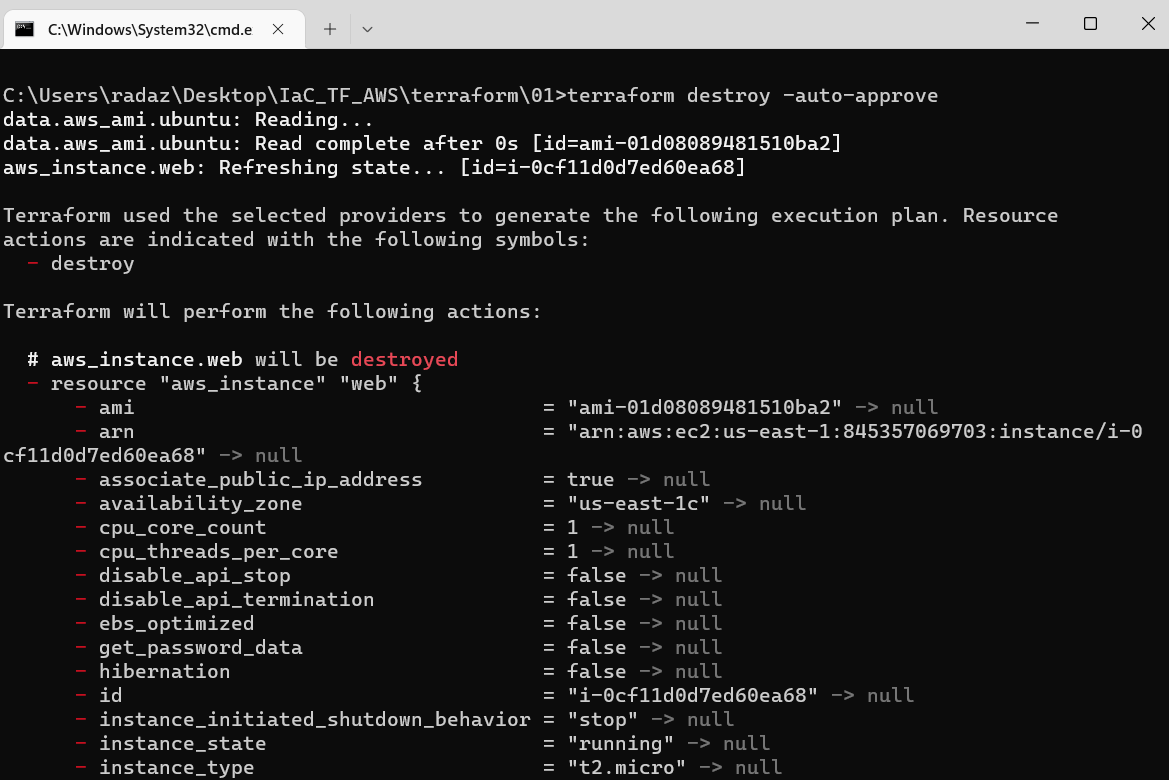 C:\Windows\System32\cmd.e
C:\Users\radaz\Desktop\IaC_TF_AWS\terraform\01>terraform destroy -auto-approve
data.aws_ami.ubuntu: Reading...
data.aws_ami.ubuntu: Read complete after 0s [id=ami-01d08089481510ba2]
aws_instance.web: Refreshing state... [id=i-0cf11d0d7ed60ea68]
Terraform used the selected providers to generate the following execution plan. Resource
actions are indicated with the following symbols:
- destroy
Terraform will perform the following actions:
# aws_instance.web will be destroyed
- resource "aws_instance" "web" {
- ami = "ami-01d08089481510ba2" -> null
- arn = "arn:aws:ec2:us-east-1:845357069703:instance/i-0
cf11d0d7ed60ea68" -> null
- associate_public_ip_address = true -> null
- availability_zone = "us-east-1c" -> null
- cpu_core_count = 1 -> null
- cpu_threads_per_core = 1 -> null
- disable_api_stop = false -> null
- disable_api_termination = false -> null
- ebs_optimized = false -> null
- get_password_data = false -> null
- hibernation = false -> null
- id = "i-0cf11d0d7ed60ea68" -> null
- instance_initiated_shutdown_behavior = "stop" -> null
- instance_state = "running" -> null
- instance_type = "t2.micro" -> null